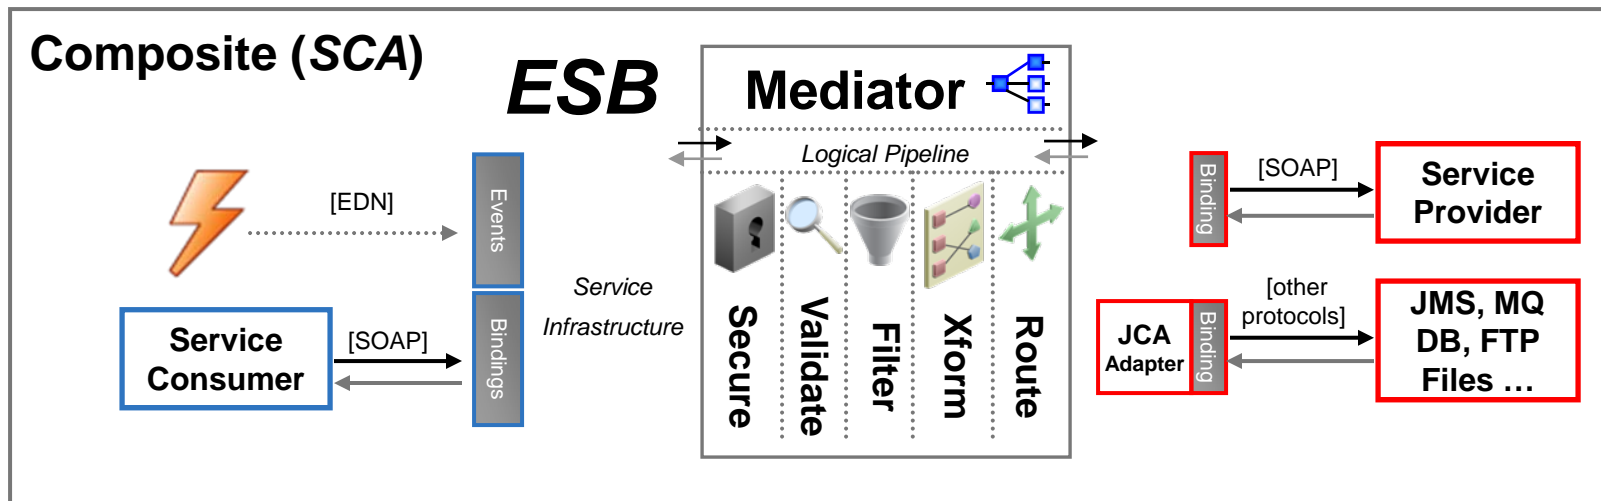 Composite (SCA)
ESB
Mediator
Logical Pipeline
[EDN]
Events
Service
Consumer
[SOAP]
Bindings
Service
Infrastructure
Secure
Validate
Filter
Xform
Route
Binding
[SOAP]
Service
Provider
JCA
Adapter
Binding
[other
protocols]
JMS, MQ
DB, FTP
Files ...